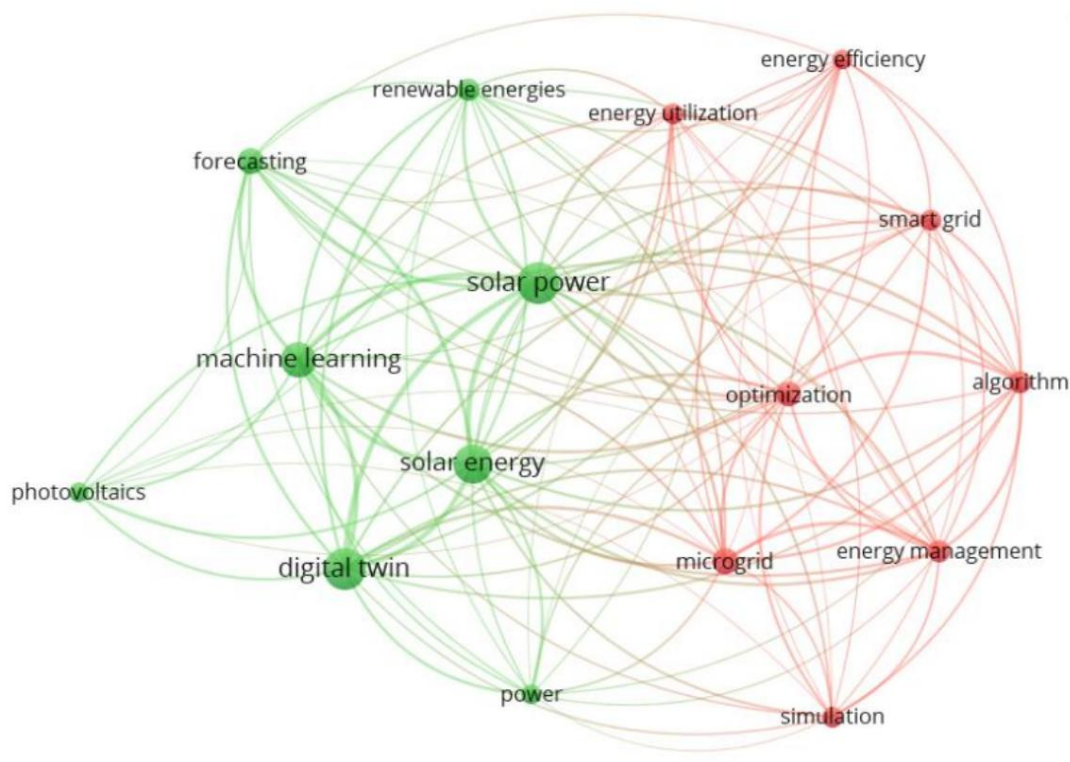 energy efficiency
renewable energies
energy utilization
forecasting
smart grid
solar power
machine learning
algorithm
optimization
solar energy
photovoltaics
energy management
microgrid
digital twin
power
simulation